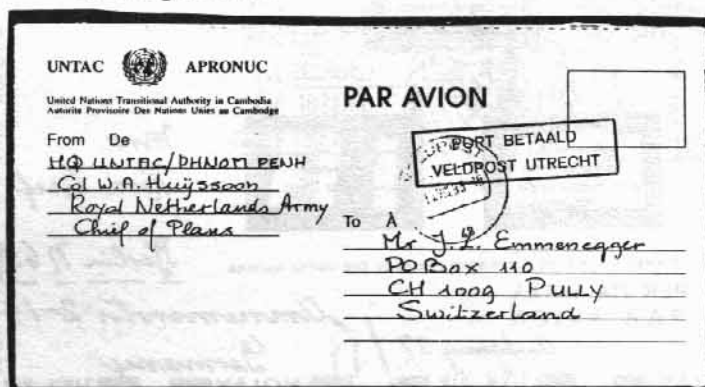 UNTAC APRONUC
United Nations Transitional Authority in Cambodia
Autorite Provisoire Des Nations Unies au Cambodge
From De
HQ UNTAC/PHNOM PENH
Col W.A. Huÿssoon
Royal Netherlands Army
Chief of Plans
PAR AVION
PORT BETAALD
VELDPOST UTRECHT
To A
Mr J.L. Emmenegger
PO Box 110
CH 1009 PULLY
Switzerland